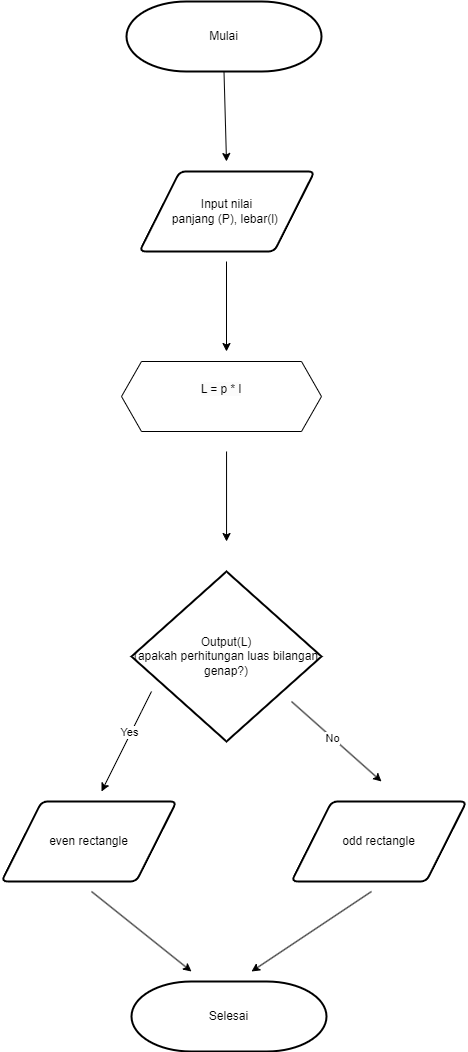 Mulai
Input nilai
panjang (P), lebar(l)
L = p * l
Output(L)
(apakah perhitungan luas bilangan
genap?)
Yes
No
even rectangle
odd rectangle
Selesai